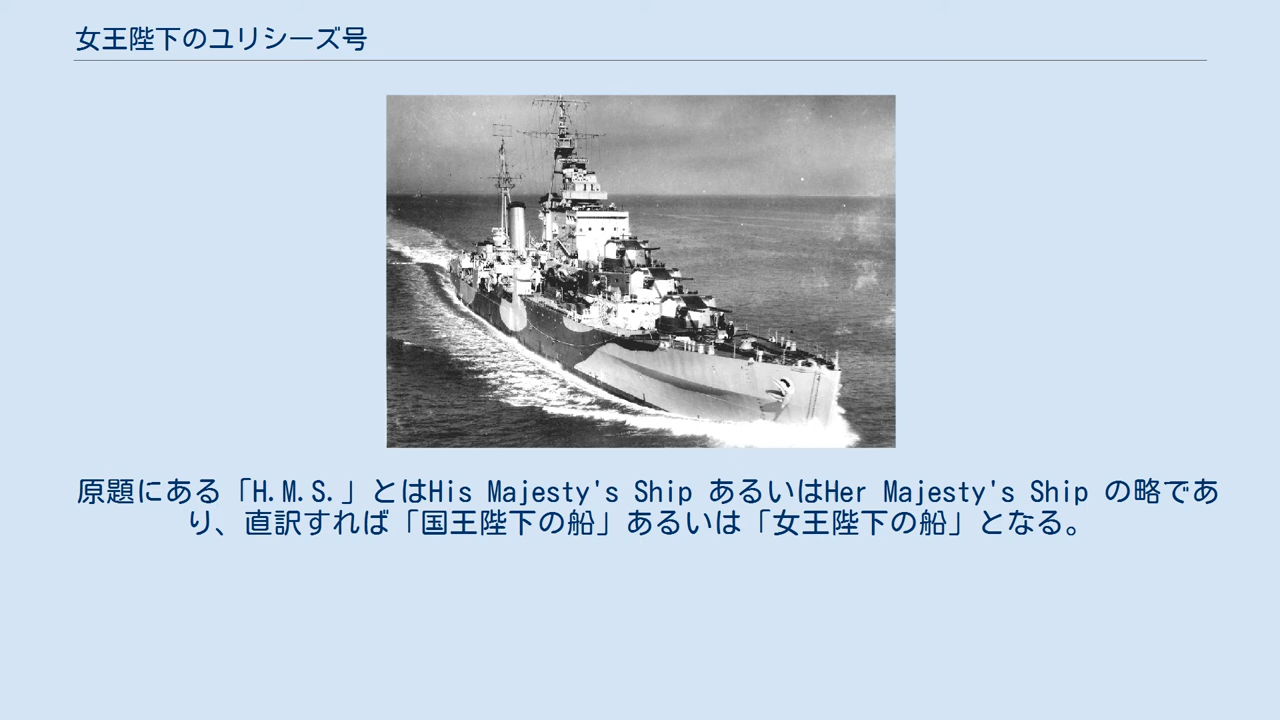 女王陛下のユリシーズ号
原題にある「H.M.S.」とはHis Majesty's Ship あるいはHer Majesty's Ship の略であ
り、直訳すれば「国王陛下の船」あるいは「女王陛下の船」となる。